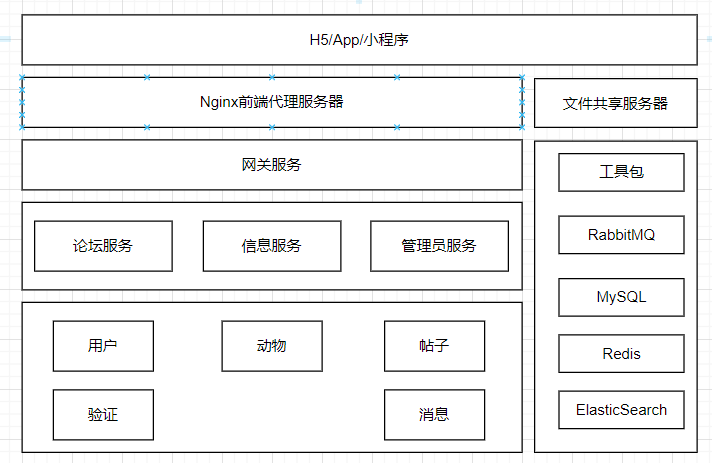 H5/App/小程序
Nginx前端代理服务器
文件共享服务器
网关服务
工具包
论坛服务
信息服务
管理员服务
RabbitMQ
MySQL
用户
动物
帖子
Redis
验证
消息
ElasticSearch